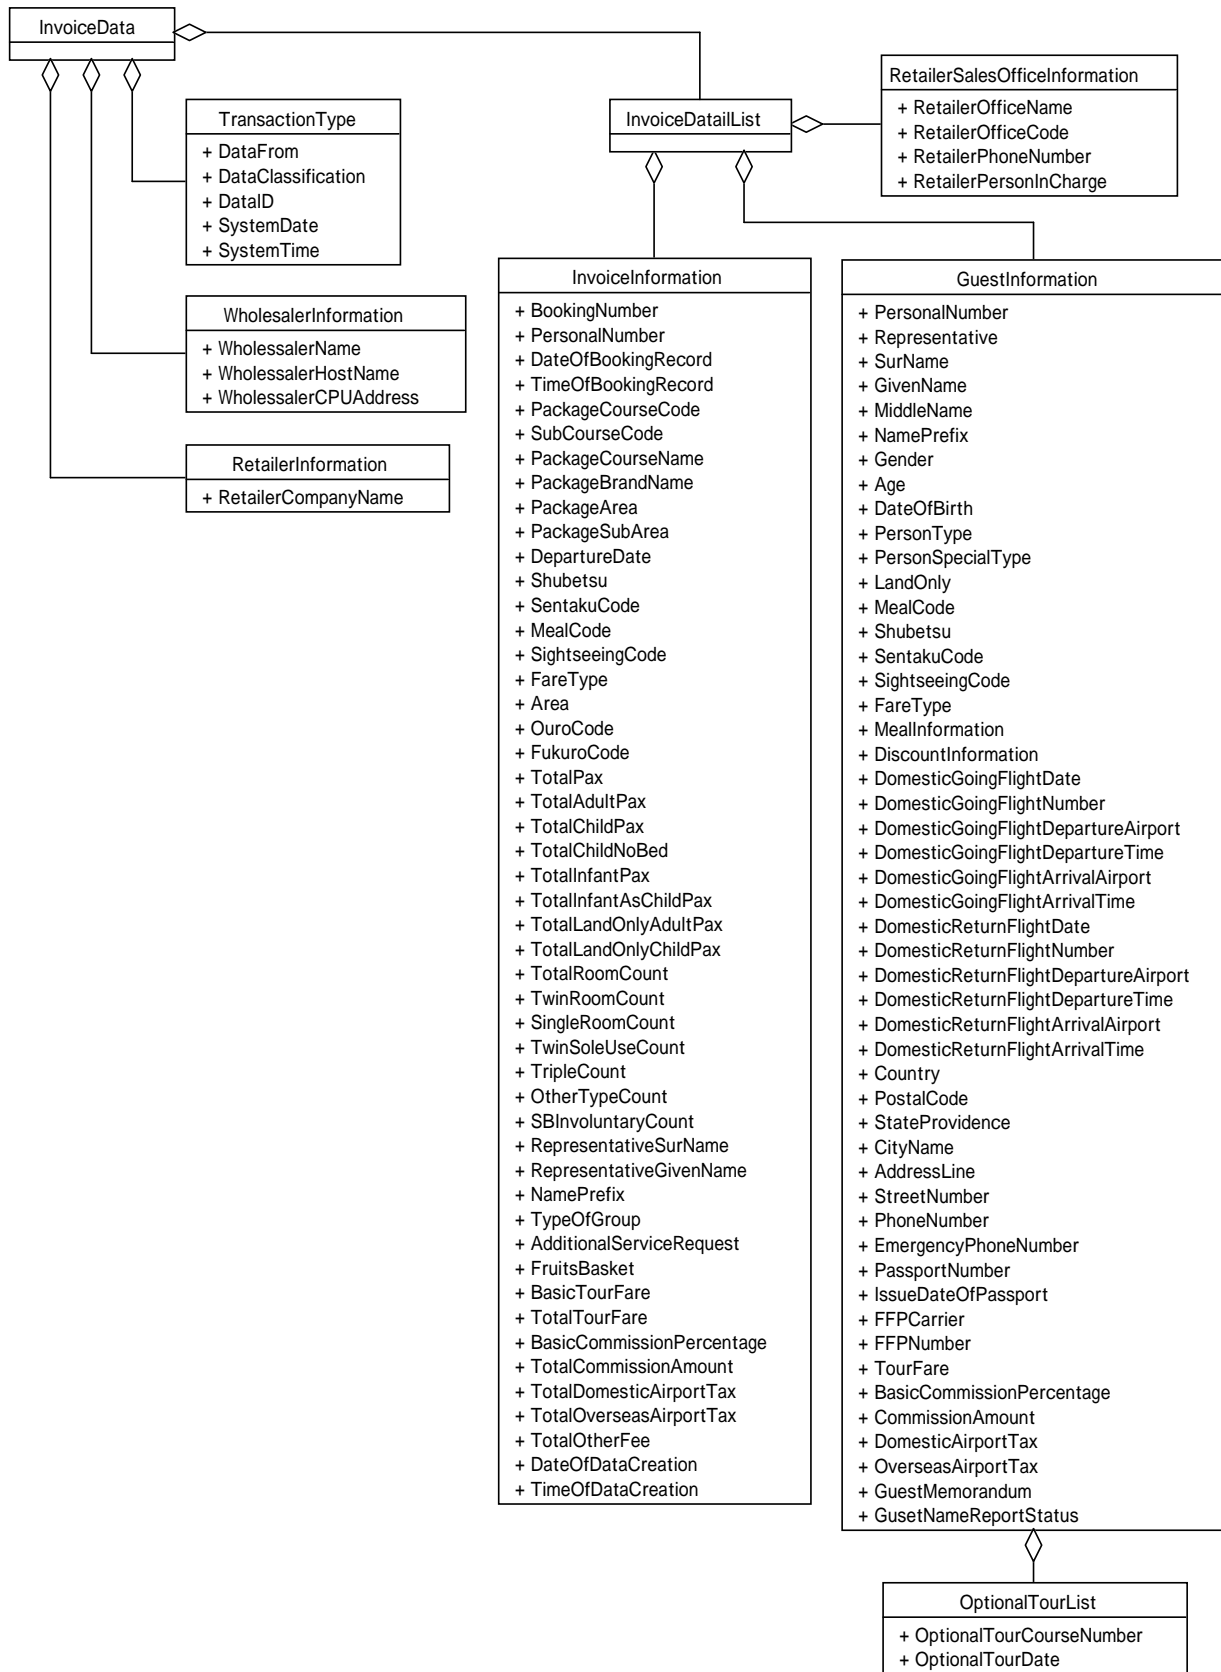 InvoiceData
TransactionType
+ DataFrom
+ DataClassification
+ DataID
+ SystemDate
+ SystemTime
WholesalerInformation
+ WholessalerName
+ WholessalerHostName
+ WholessalerCPUAddress
RetailerInformation
+ RetailerCompanyName
InvoiceDatailList
RetailerSalesOfficeInformation
+ RetailerOfficeName
+ RetailerOfficeCode
+ RetailerPhoneNumber
+ RetailerPersonInCharge
InvoiceInformation
+ BookingNumber
+ PersonalNumber
+ DateOfBookingRecord
+ TimeOfBookingRecord
+ PackageCourseCode
+ SubCourseCode
+ PackageCourseName
+ PackageBrandName
+ PackageArea
+ PackageSubArea
+ DepartureDate
+ Shubetsu
+ SentakuCode
+ MealCode
+ SightseeingCode
+ FareType
+ Area
+ OuroCode
+ FukuroCode
+ TotalPax
+ TotalAdultPax
+ TotalChildPax
+ TotalChildNoBed
+ TotalInfantPax
+ TotalInfantAsChildPax
+ TotalLandOnlyAdultPax
+ TotalLandOnlyChildPax
+ TotalRoomCount
+ TwinRoomCount
+ SingleRoomCount
+ TwinSoleUseCount
+ TripleCount
+ OtherTypeCount
+ SBInvoluntaryCount
+ RepresentativeSurName
+ RepresentativeGivenName
+ NamePrefix
+ TypeOfGroup
+ AdditionalServiceRequest
+ FruitsBasket
+ BasicTourFare
+ TotalTourFare
+ BasicCommissionPercentage
+ TotalCommissionAmount
+ TotalDomesticAirportTax
+ TotalOverseasAirportTax
+ TotalOtherFee
+ DateOfDataCreation
+ TimeOfDataCreation
GuestInformation
+ PersonalNumber
+ Representative
+ SurName
+ GivenName
+ MiddleName
+ NamePrefix
+ Gender
+ Age
+ DateOfBirth
+ PersonType
+ PersonSpecialType
+ LandOnly
+ MealCode
+ Shubetsu
+ SentakuCode
+ SightseeingCode
+ FareType
+ MealInformation
+ DiscountInformation
+ DomesticGoingFlightDate
+ DomesticGoingFlightNumber
+ DomesticGoingFlightDepartureAirport
+ DomesticGoingFlightDepartureTime
+ DomesticGoingFlightArrivalAirport
+ DomesticGoingFlightArrivalTime
+ DomesticReturnFlightDate
+ DomesticReturnFlightNumber
+ DomesticReturnFlightDepartureAirport
+ DomesticReturnFlightDepartureTime
+ DomesticReturnFlightArrivalAirport
+ DomesticReturnFlightArrivalTime
+ Country
+ PostalCode
+ StateProvidence
+ CityName
+ AddressLine
+ StreetNumber
+ PhoneNumber
+ EmergencyPhoneNumber
+ PassportNumber
+ IssueDateOfPassport
+ FFPCarrier
+ FFPNumber
+ TourFare
+ BasicCommissionPercentage
+ CommissionAmount
+ DomesticAirportTax
+ OverseasAirportTax
+ GuestMemorandum
+ GusetNameReportStatus
OptionalTourList
+ OptionalTourCourseNumber
+ OptionalTourDate